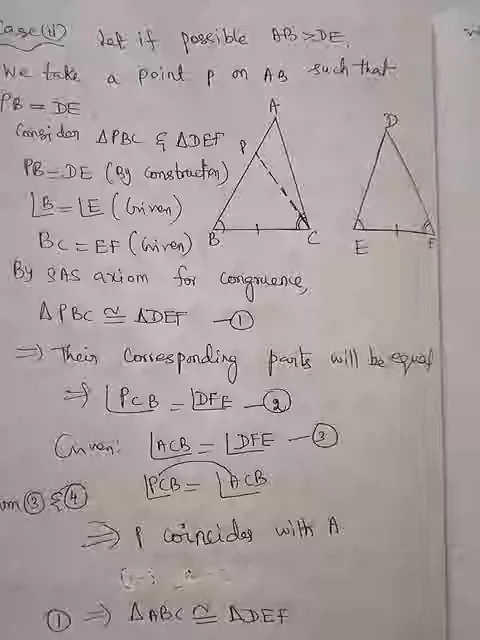 Case(ii) Let if possible AB>DE.
We take a point P on AB such that
PB = DE
Consider ΔPBC & ΔDEF
PB=DE (By construction)
∠B = ∠E (Given)
BC = EF (Given)
A
P
B
C
D
E
F
By SAS axiom for congruence,
ΔPBC ≅ ΔDEF —①
⇒ Their corresponding parts will be equal
⇒ ∠PCB = ∠DFE —②
Given: ∠ACB = ∠DFE —③
∠PCB = ∠ACB
om ③ & ④
⇒ P coincides with A
① ⇒ ΔABC ≅ ΔDEF